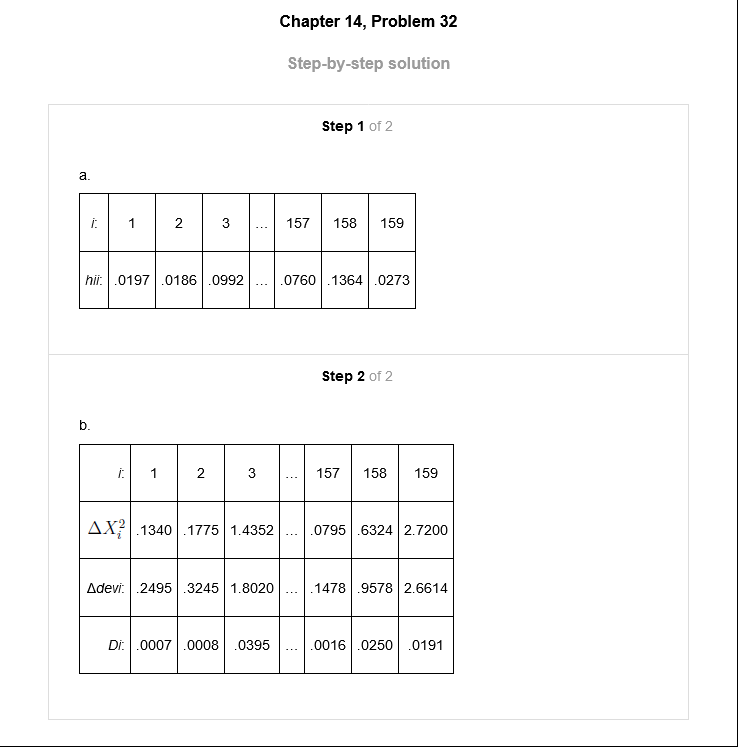 Chapter 14, Problem 32
Step-by-step solution
Step 1 of 2
a.
i: 1 2 3 ... 157 158 159
hii: .0197 .0186 .0992 ... .0760 .1364 .0273
Step 2 of 2
b.
i: 1 2 3 ... 157 158 159
ΔX²ᵢ .1340 .1775 1.4352 ... .0795 .6324 2.7200
Δdevi: .2495 .3245 1.8020 ... .1478 .9578 2.6614
Di: .0007 .0008 .0395 ... .0016 .0250 .0191